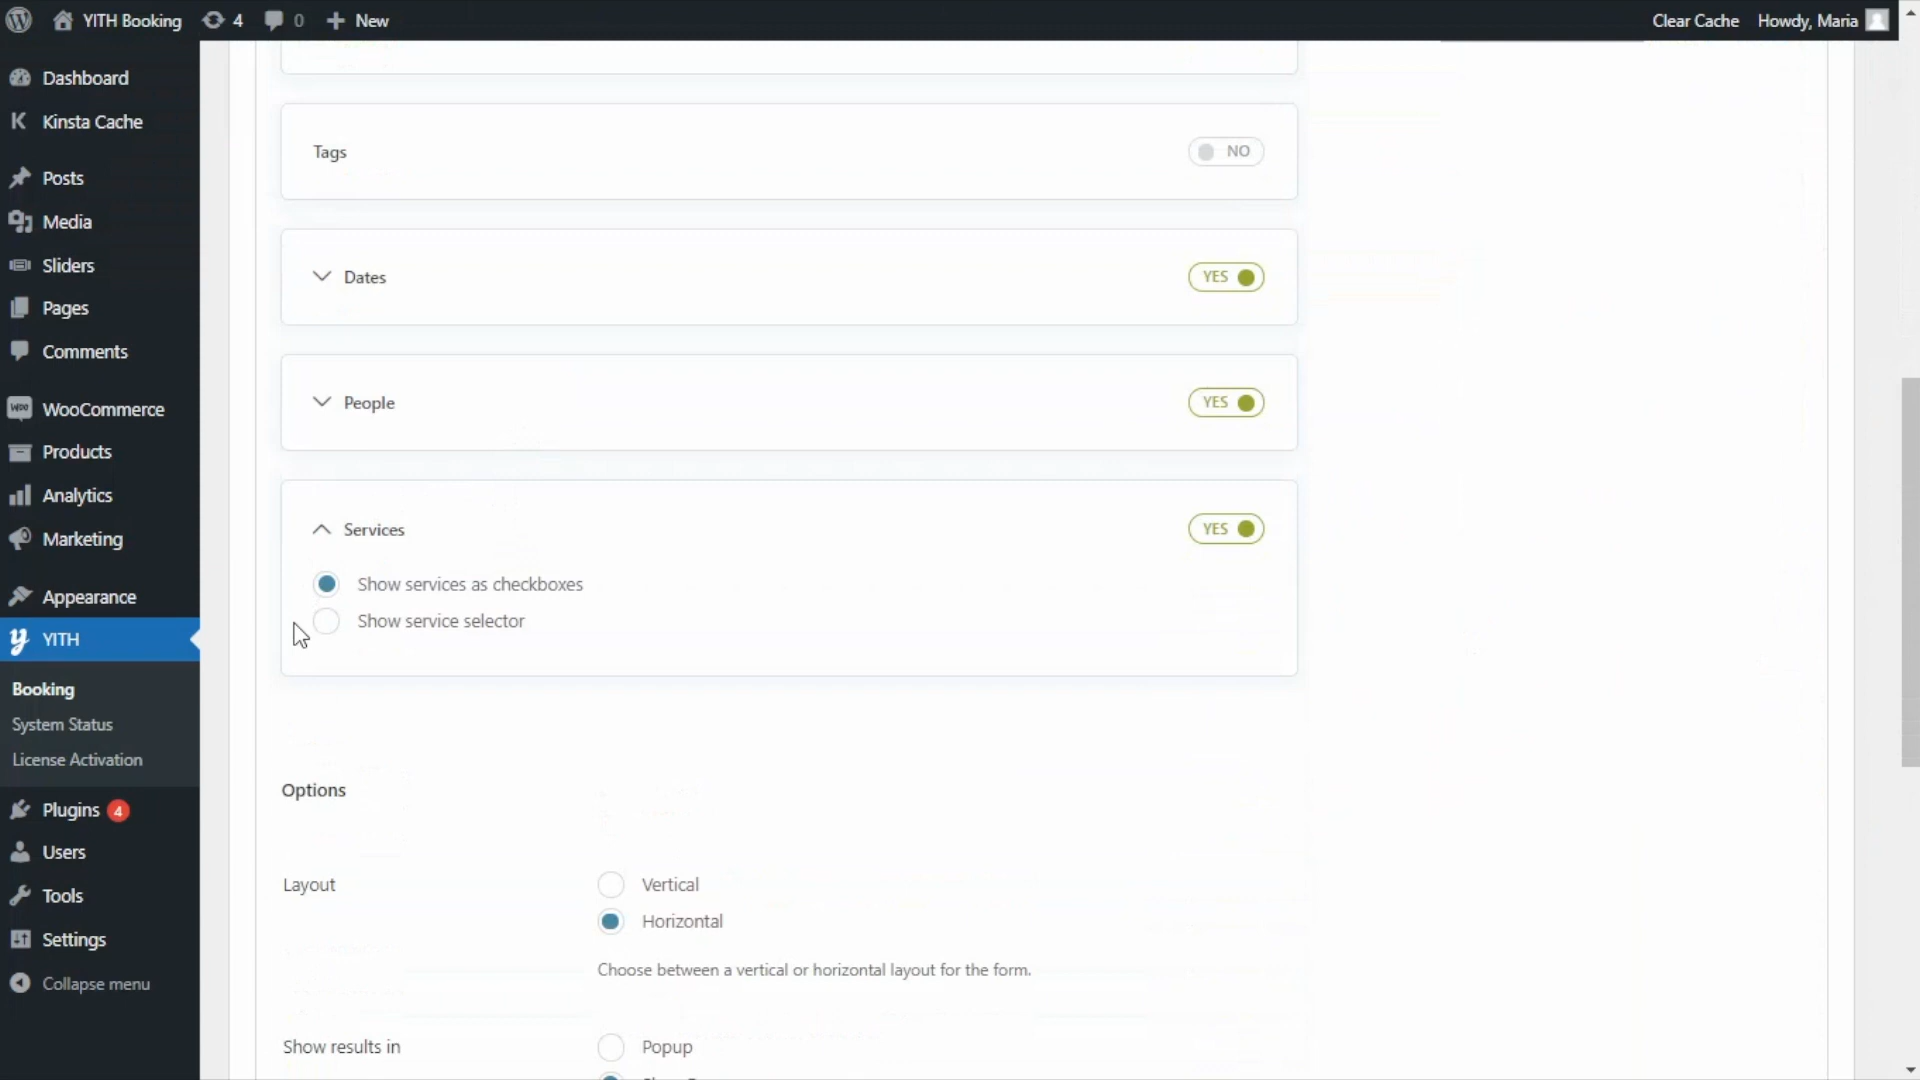 YITH Booking
4
0
New
Clear Cache
Howdy, Maria
Dashboard
Kinsta Cache
Posts
Media
Sliders
Pages
Comments
WooCommerce
Products
Analytics
Marketing
Appearance
YITH
Booking
System Status
License Activation
Plugins 4
Users
Tools
Settings
Collapse menu
Tags
NO
Dates
YES
People
YES
Services
YES
Show services as checkboxes
Show service selector
Options
Layout
Vertical
Horizontal
Choose between a vertical or horizontal layout for the form.
Show results in
Popup